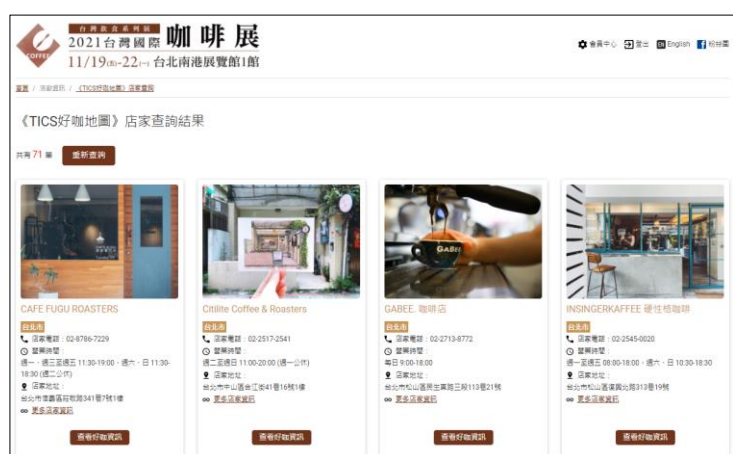 台灣飲食系列展
2021台灣國際 咖啡展
11/19(五)-22(一) 台北南港展覽館1館
COFFEE
會員中心 登出 EN English 粉絲團
首頁 / 活動資訊 / 《TICS好咖地圖》店家查詢
《TICS好咖地圖》店家查詢結果
共有 71 筆 重新查詢
CAFE FUGU ROASTERS
台北市
店家電話：02-8786-7229
營業時間：
週一、週三至週五 11:30-19:00、週六、日 11:30-
18:30 (週二公休)
店家地址：
台北市信義區莊敬路341巷7號1樓
更多店家資訊
查看好咖資訊
Citilite Coffee & Roasters
台北市
店家電話：02-2517-2541
營業時間：
週二至週日 11:00-20:00 (週一公休)
店家地址：
台北市中山區合江街41巷16號1樓
更多店家資訊
查看好咖資訊
GABEE
GABEE. 咖啡店
台北市
店家電話：02-2713-8772
營業時間：
每日 9:00-18:00
店家地址：
台北市松山區民生東路三段113巷21號
更多店家資訊
查看好咖資訊
INSINGERKAFFEE 硬性格咖啡
台北市
店家電話：02-2545-0020
營業時間：
週一至週五 08:00-18:00、週六、日 10:30-18:30
店家地址：
台北市松山區復興北路313巷19號
更多店家資訊
查看好咖資訊